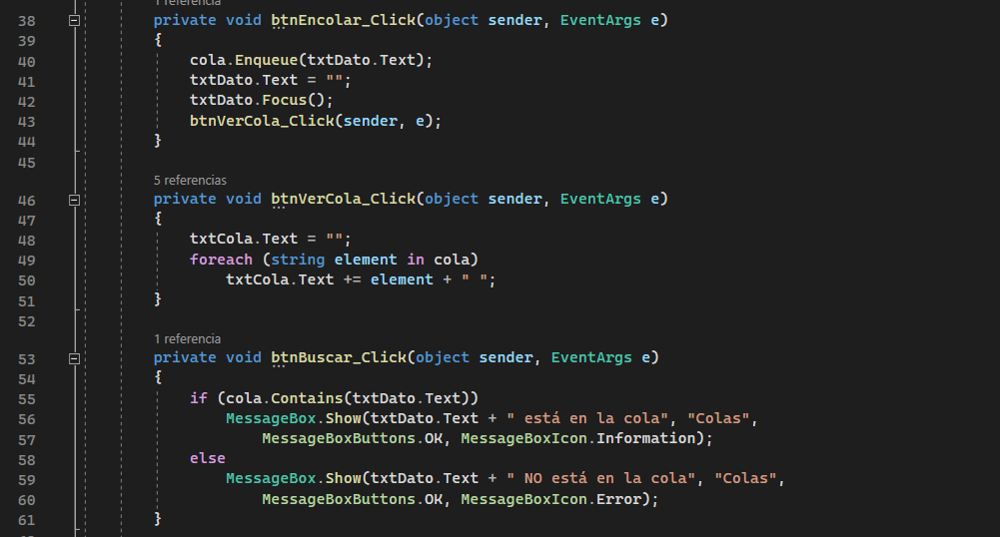 1 referencia
38 private void btnEncolar_Click(object sender, EventArgs e)
39 {
40 cola.Enqueue(txtDato.Text);
41 txtDato.Text = "";
42 txtDato.Focus();
43 btnVerCola_Click(sender, e);
44 }
45
5 referencias
46 private void btnVerCola_Click(object sender, EventArgs e)
47 {
48 txtCola.Text = "";
49 foreach (string element in cola)
50 txtCola.Text += element + " ";
51 }
52
1 referencia
53 private void btnBuscar_Click(object sender, EventArgs e)
54 {
55 if (cola.Contains(txtDato.Text))
56 MessageBox.Show(txtDato.Text + " está en la cola", "Colas",
57 MessageBoxButtons.OK, MessageBoxIcon.Information);
58 else
59 MessageBox.Show(txtDato.Text + " NO está en la cola", "Colas",
60 MessageBoxButtons.OK, MessageBoxIcon.Error);
61 }